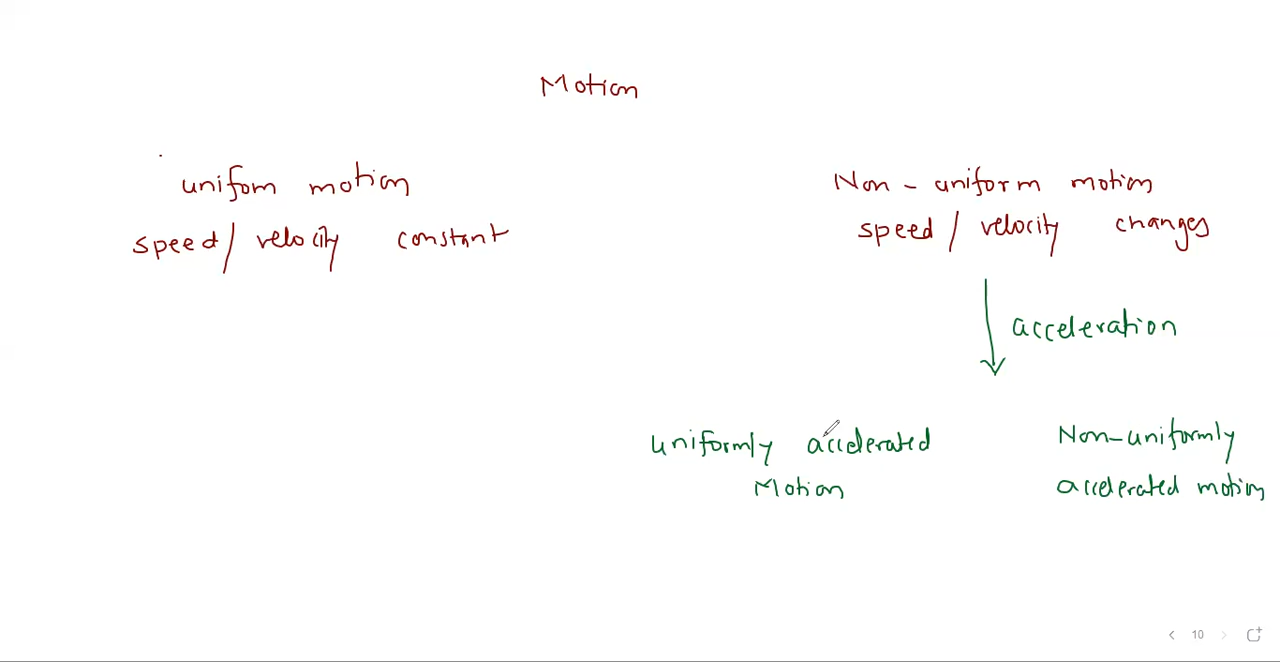 Motion
unifom motion
speed / velocity constant
Non - uniform motion
speed / velocity changes
acceleration
uniformly accelerated
Motion
Non-uniformly
accelerated motion
10